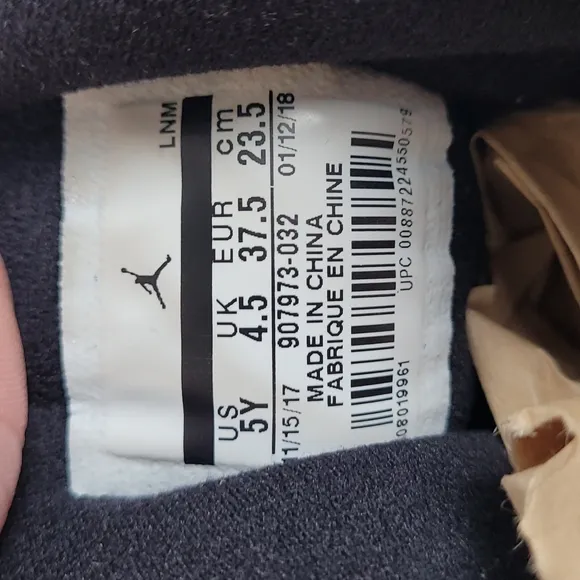 LNM
US UK EUR cm
5Y 4.5 37.5 23.5
11/15/17 907973-032 01/12/18
MADE IN CHINA
FABRIQUE EN CHINE
08019961 UPC 00887224550579